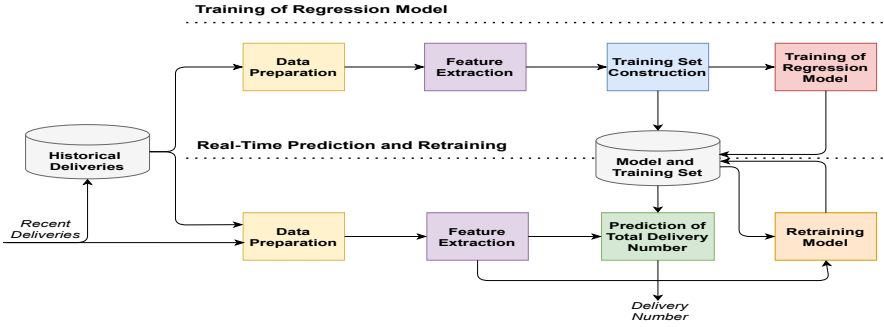 Training of Regression Model
Data
Preparation
Feature
Extraction
Training Set
Construction
Training of
Regression
Model
Historical
Deliveries
Real-Time Prediction and Retraining
Model and
Training Set
Recent
Deliveries
Data
Preparation
Feature
Extraction
Prediction of
Total Delivery
Number
Retraining
Model
Delivery
Number